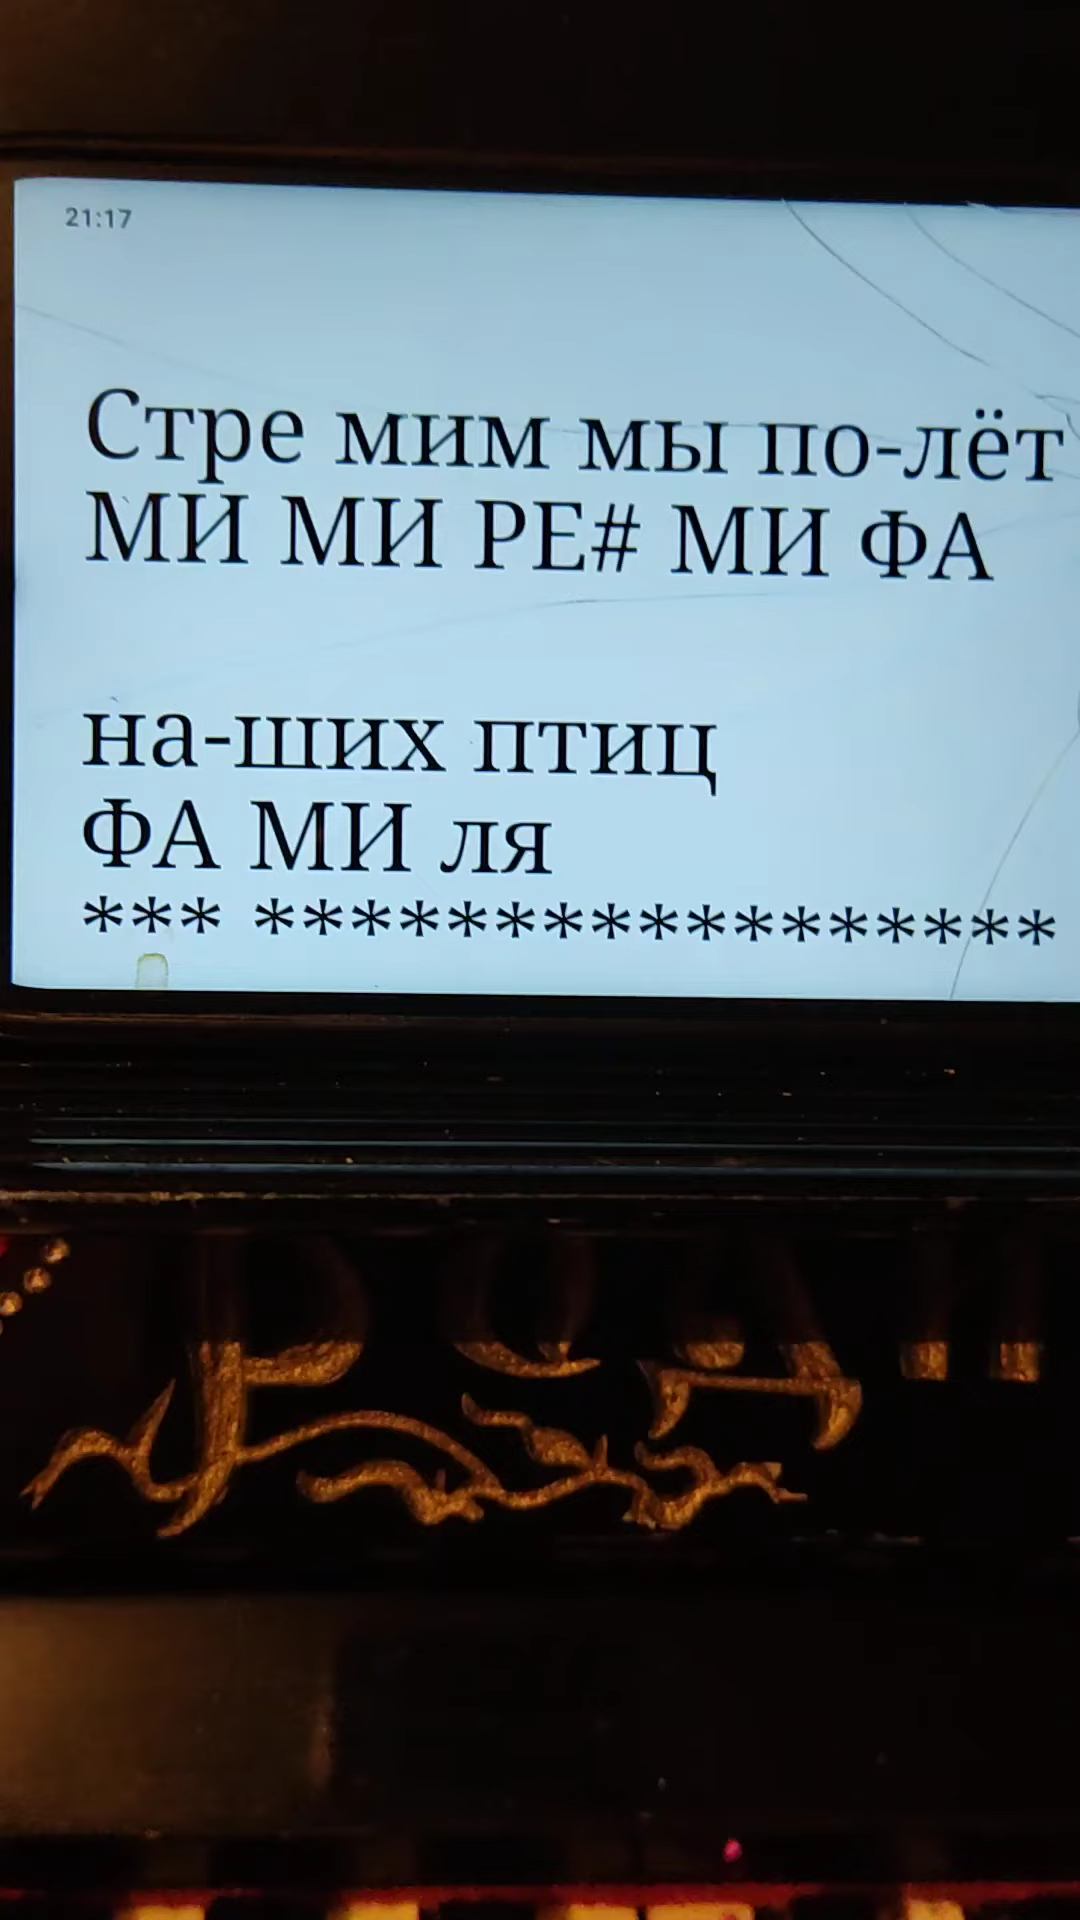 21:17
Стре мим мы по-лёт
МИ МИ РЕ# МИ ФА
на-ших птиц
ФА МИ ля
*** *****************